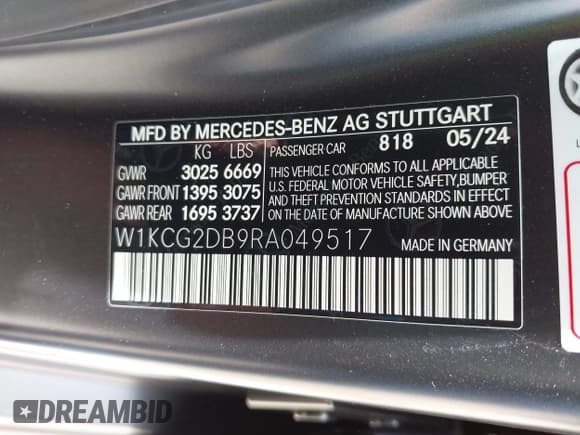 MFD BY MERCEDES-BENZ AG STUTTGART
KG LBS PASSENGER CAR 818 05/24
GVWR 3025 6669
GAWR FRONT 1395 3075
GAWR REAR 1695 3737
THIS VEHICLE CONFORMS TO ALL APPLICABLE
U.S. FEDERAL MOTOR VEHICLE SAFETY,BUMPER
AND THEFT PREVENTION STANDARDS IN EFFECT
ON THE DATE OF MANUFACTURE SHOWN ABOVE.
W1KCG2DB9RA049517 MADE IN GERMANY
DREAMBID